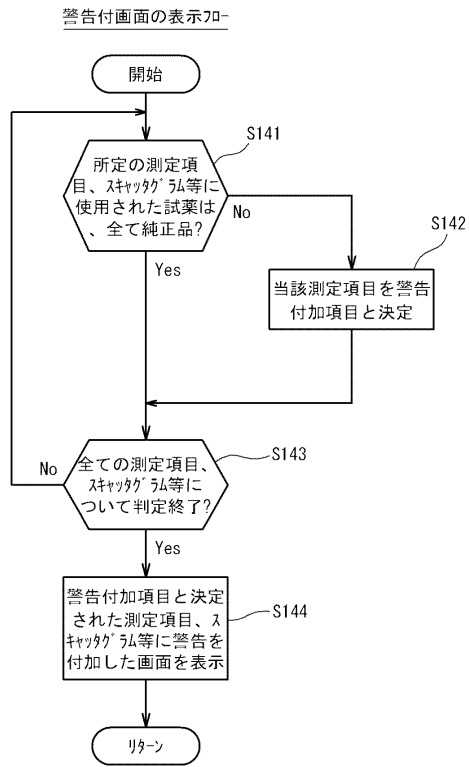 警告付画面の表示ﾌﾛｰ
開始
S141
所定の測定項
目、ｽｷｬｯﾀｸﾞﾗﾑ等に
使用された試薬は
、全て純正品?
No
Yes
S142
当該測定項目を警告
付加項目と決定
S143
全ての測定項目、
ｽｷｬｯﾀｸﾞﾗﾑ等に
ついて判定終了?
No
Yes
S144
警告付加項目と決定
された測定項目、ｽ
ｷｬｯﾀｸﾞﾗﾑ等に警告を
付加した画面を表示
ﾘﾀｰﾝ